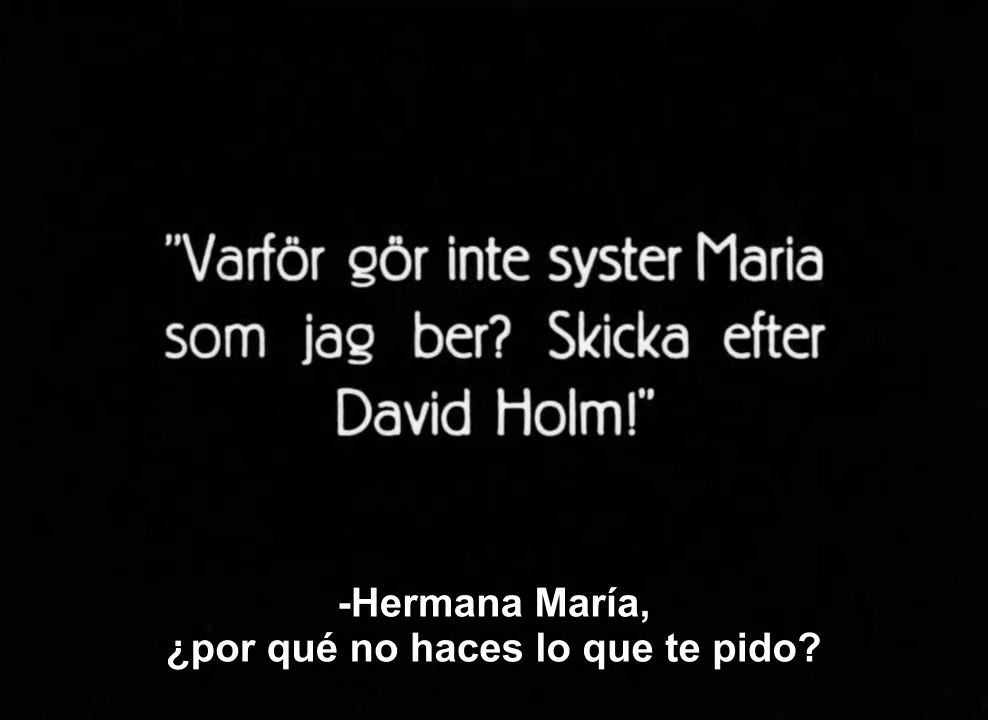 "Varför gör inte syster Maria
som jag ber? Skicka efter
David Holm!"
-Hermana María,
¿por qué no haces lo que te pido?